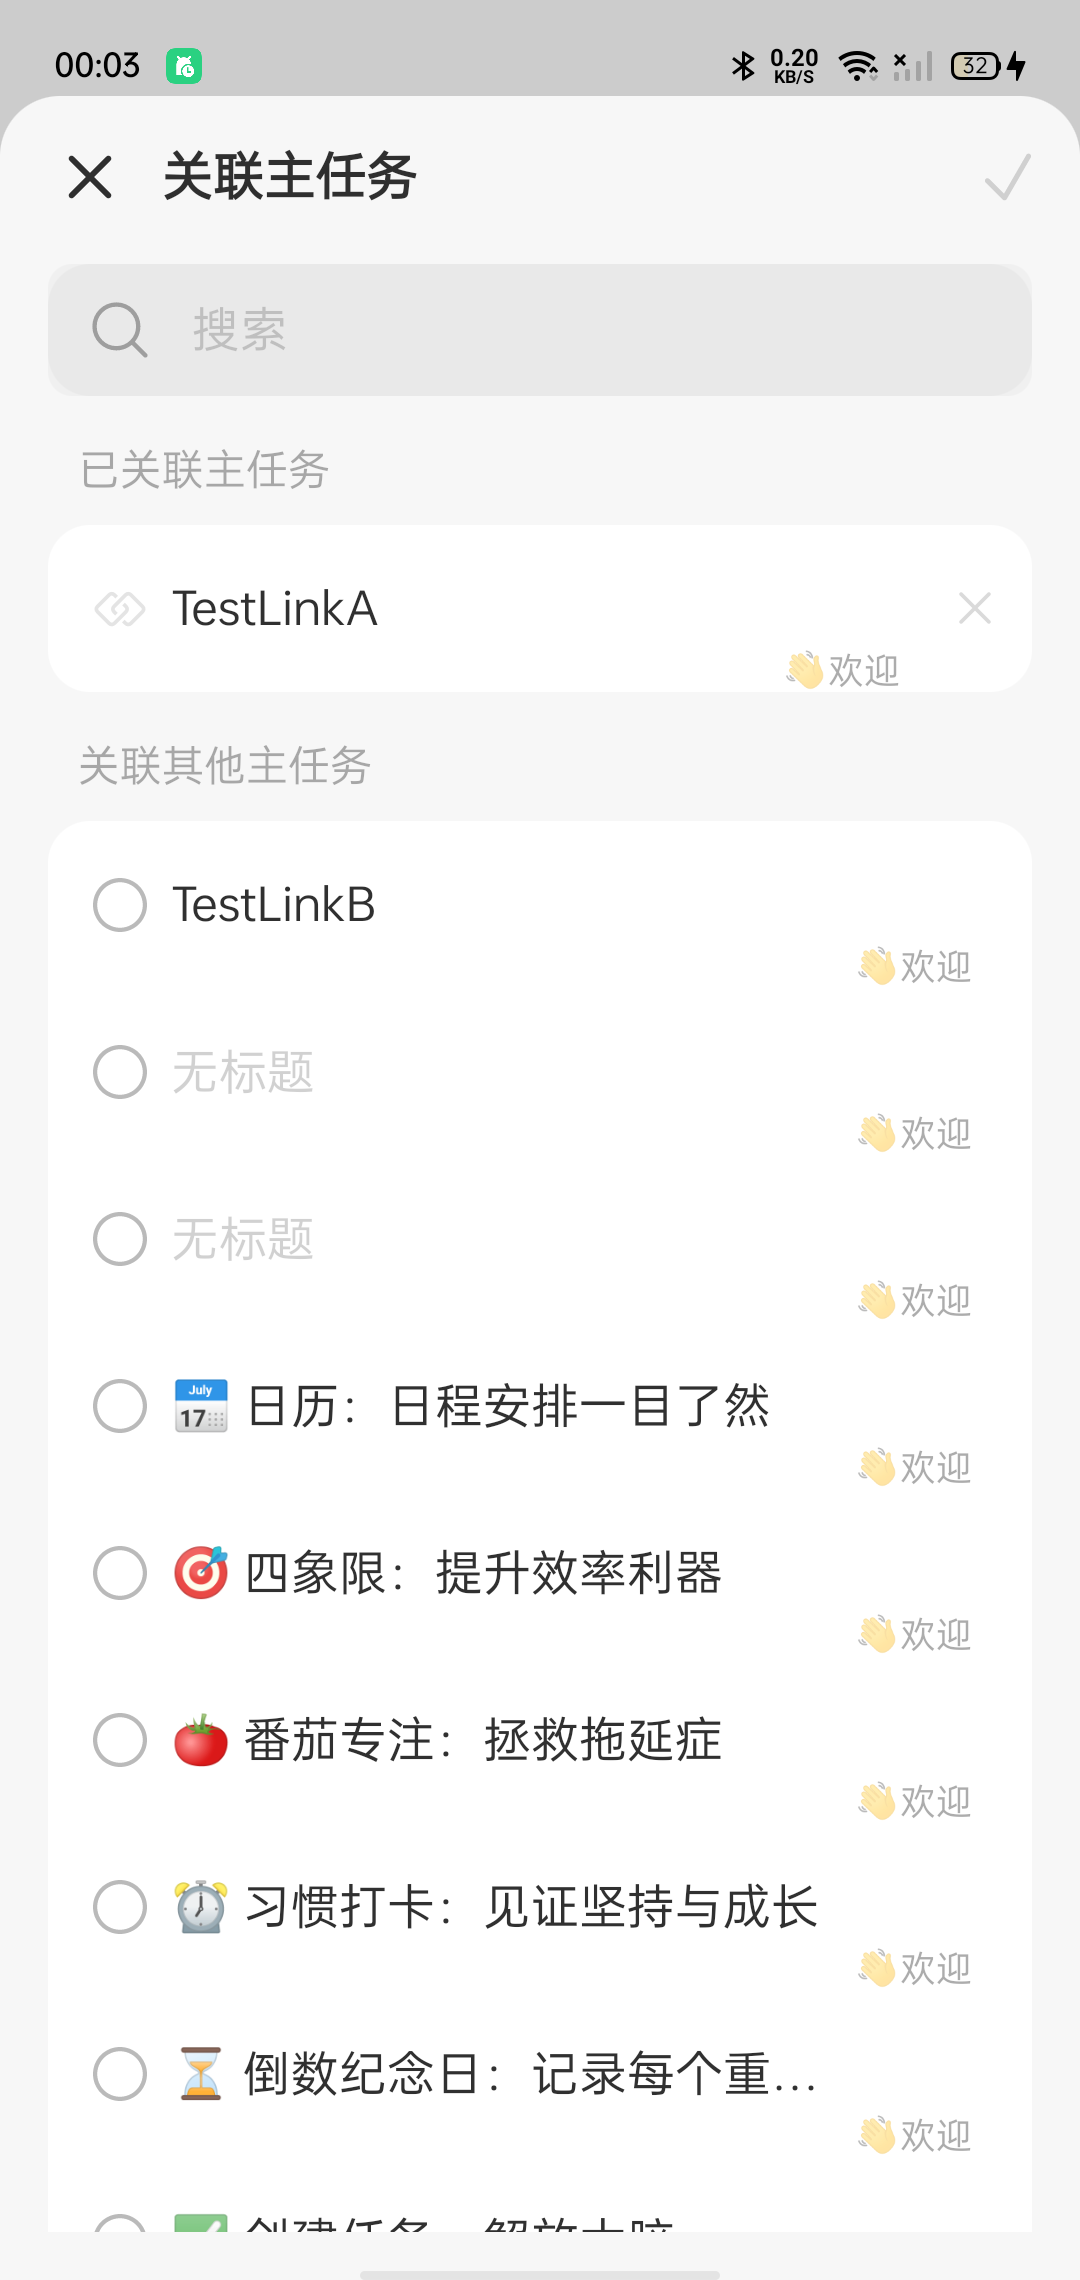 00:03
0.20
KB/S
32
关联主任务
搜索
已关联主任务
TestLinkA
👋欢迎
关联其他主任务
TestLinkB
👋欢迎
无标题
👋欢迎
无标题
👋欢迎
July
17
日历：日程安排一目了然
👋欢迎
🎯 四象限：提升效率利器
👋欢迎
🍅 番茄专注：拯救拖延症
👋欢迎
⏰ 习惯打卡：见证坚持与成长
👋欢迎
⏳ 倒数纪念日：记录每个重...
👋欢迎